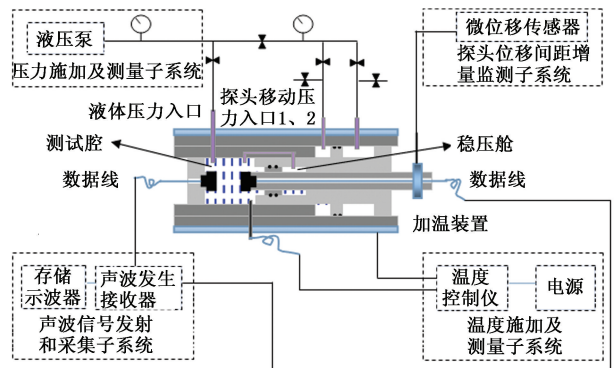 液压泵
压力施加及测量子系统
微位移传感器
探头位移间距增
量监测子系统
液体压力入口
探头移动压
力入口1、2
测试腔
稳压舱
数据线
数据线
加温装置
存储
示波器
声波发生
接收器
声波信号发射
和采集子系统
温度
控制仪
电源
温度施加及
测量子系统